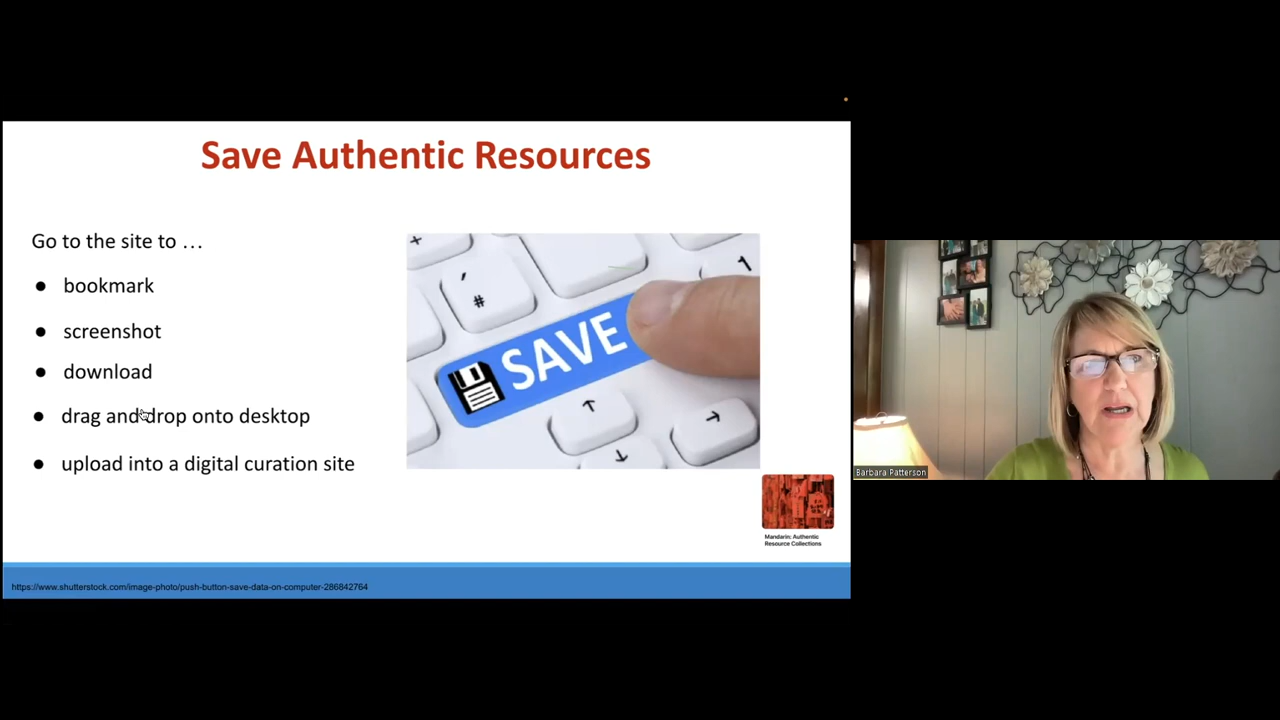 Save Authentic Resources
Go to the site to …
● bookmark
● screenshot
● download
● drag and drop onto desktop
● upload into a digital curation site
+
'
#
1
SAVE
↑
→
↓
Mandarin: Authentic
Resource Collections
https://www.shutterstock.com/image-photo/push-button-save-data-on-computer-286842764
Barbara Patterson